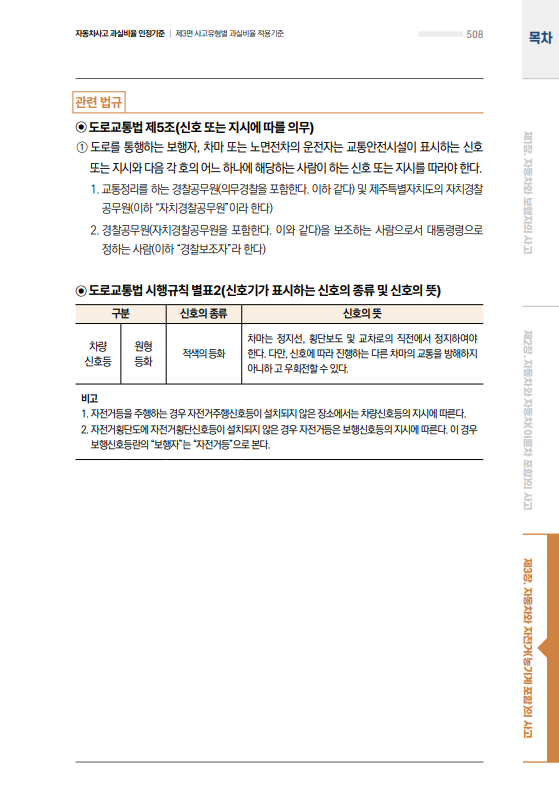 자동차사고 과실비율 인정기준 | 제3편 사고유형별 과실비율 적용기준
508
목차
관련 법규
◉ 도로교통법 제5조(신호 또는 지시에 따를 의무)
① 도로를 통행하는 보행자, 차마 또는 노면전차의 운전자는 교통안전시설이 표시하는 신호
또는 지시와 다음 각 호의 어느 하나에 해당하는 사람이 하는 신호 또는 지시를 따라야 한다.
1. 교통정리를 하는 경찰공무원(의무경찰을 포함한다. 이하 같다) 및 제주특별자치도의 자치경찰
공무원(이하 “자치경찰공무원”이라 한다)
2. 경찰공무원(자치경찰공무원을 포함한다. 이와 같다)을 보조하는 사람으로서 대통령령으로
정하는 사람(이하 “경찰보조자”라 한다)
◉ 도로교통법 시행규칙 별표2(신호기가 표시하는 신호의 종류 및 신호의 뜻)
구분 신호의 종류 신호의 뜻
차량
신호등
원형
등화
적색의 등화
차마는 정지선, 횡단보도 및 교차로의 직전에서 정지하여야
한다. 다만, 신호에 따라 진행하는 다른 차마의 교통을 방해하지
아니하 고 우회전할 수 있다.
비고
1. 자전거등을 주행하는 경우 자전거주행신호등이 설치되지 않은 장소에서는 차량신호등의 지시에 따른다.
2. 자전거횡단도에 자전거횡단신호등이 설치되지 않은 경우 자전거등은 보행신호등의 지시에 따른다. 이 경우
보행신호등란의 “보행자”는 “자전거등”으로 본다.
제1장. 자동차와 보행자의 사고
제2장. 자동차와 자동차(이륜차 포함)의 사고
제3장. 자동차와 자전거(농기계 포함)의 사고